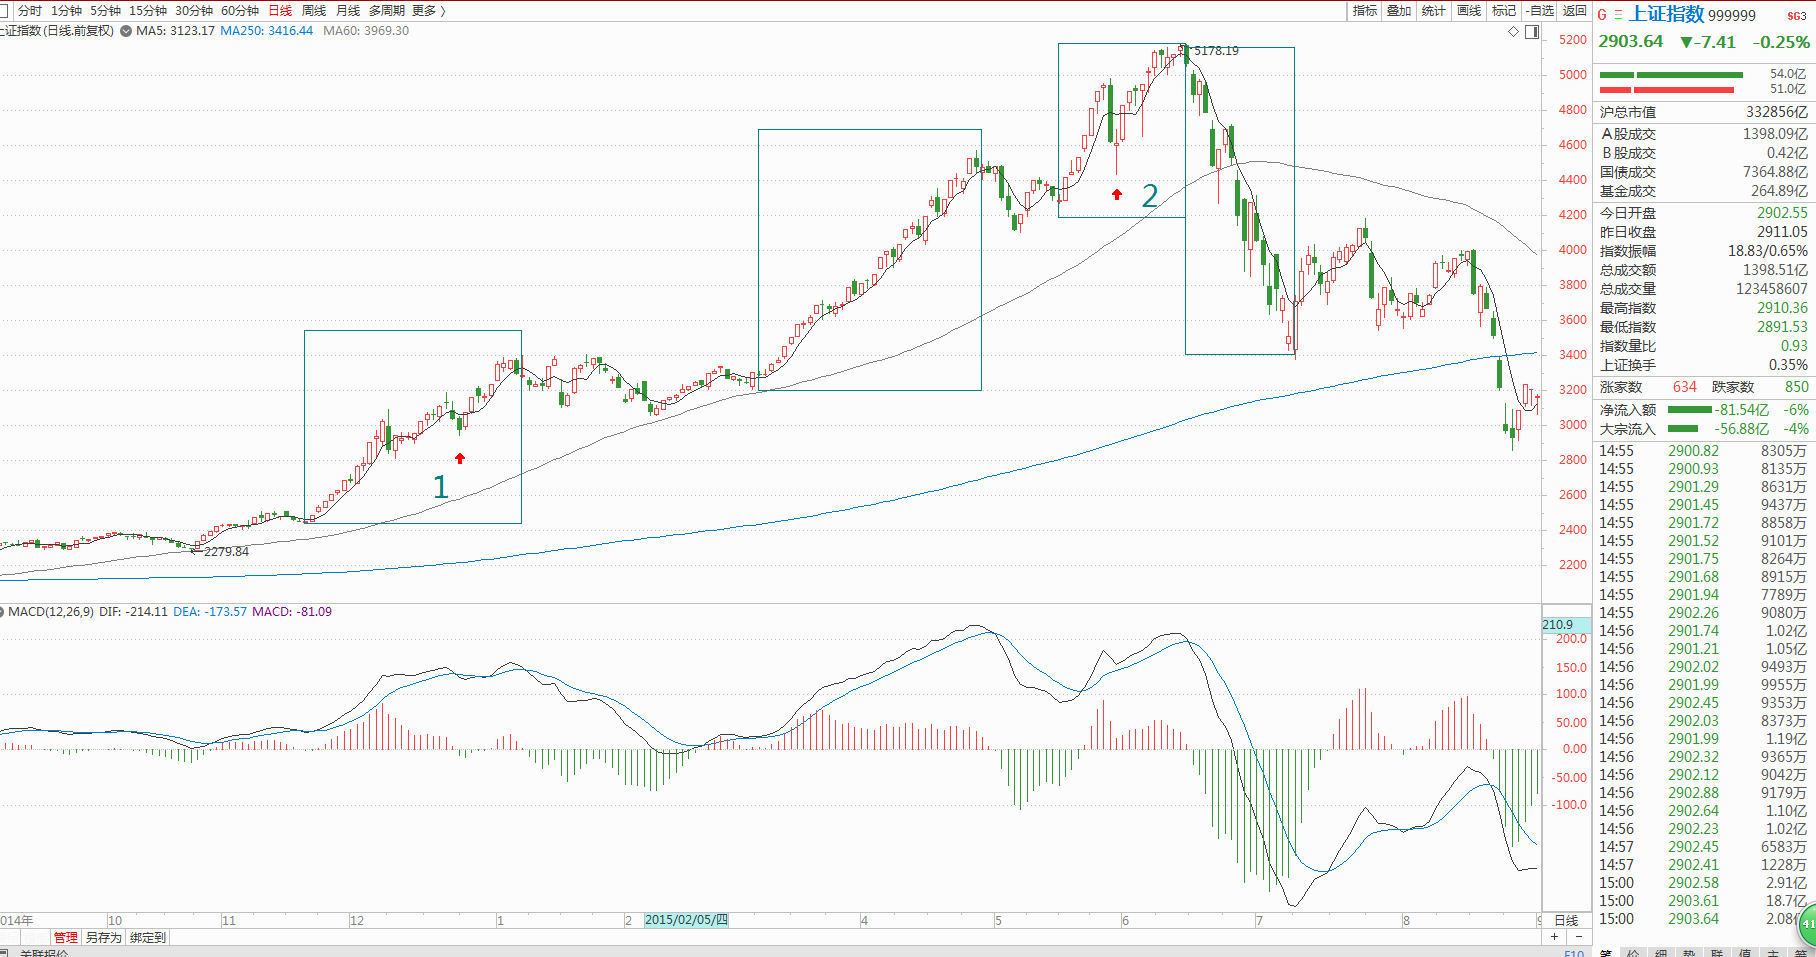 分时 1分钟 5分钟 15分钟 30分钟 60分钟 日线 周线 月线 多周期 更多 〉
指标 叠加 统计 画线 标记 -自选 返回
上证指数(日线.前复权) MA5: 3123.17 MA250: 3416.44 MA60: 3969.30
5178.19
2
1
2279.84
5200
5000
4800
4600
4400
4200
4000
3800
3600
3400
3200
3000
2800
2600
2400
2200
MACD(12,26,9) DIF: -214.11 DEA: -173.57 MACD: -81.09
210.9
200.0
150.0
100.0
50.00
0.00
-50.00
-100.0
014年 10 11 12 1 2 2015/02/05/四 4 5 6 7 8 9 日线
管理 另存为 绑定到
+ −
关联报价 F10
G 上证指数 999999 SG3
2903.64 ▼-7.41 -0.25%
54.0亿
51.0亿
沪总市值 332856亿
A股成交 1398.09亿
B股成交 0.42亿
国债成交 7364.88亿
基金成交 264.89亿
今日开盘 2902.55
昨日收盘 2911.05
指数振幅 18.83/0.65%
总成交额 1398.51亿
总成交量 123458607
最高指数 2910.36
最低指数 2891.53
指数量比 0.93
上证换手 0.35%
涨家数 634 跌家数 850
净流入额 -81.54亿 -6%
大宗流入 -56.88亿 -4%
14:55 2900.82 8305万
14:55 2900.93 8135万
14:55 2901.29 8631万
14:55 2901.45 9437万
14:55 2901.72 8858万
14:55 2901.52 9101万
14:55 2901.75 8264万
14:55 2901.68 8915万
14:55 2901.94 7789万
14:55 2902.26 9080万
14:56 2901.74 1.02亿
14:56 2901.21 1.05亿
14:56 2902.02 9493万
14:56 2901.99 9955万
14:56 2902.45 9353万
14:56 2902.03 8373万
14:56 2901.99 1.19亿
14:56 2902.32 9365万
14:56 2902.12 9042万
14:56 2902.88 9179万
14:56 2902.64 1.10亿
14:56 2902.23 1.02亿
14:57 2902.45 6583万
14:57 2902.41 1228万
15:00 2902.58 2.91亿
15:00 2903.61 18.7亿
15:00 2903.64 2.08亿
41
笔 价 细 势 联 值 主 筹